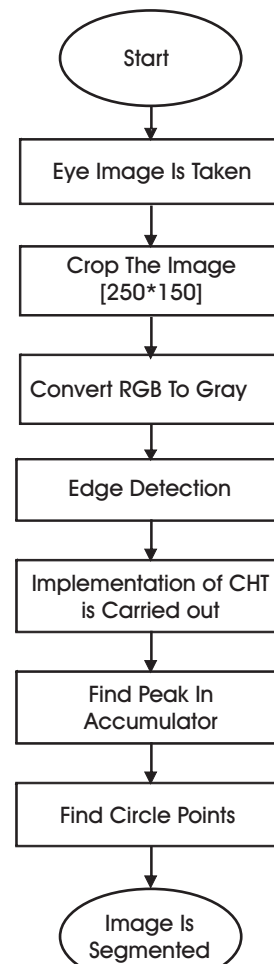 Start
Eye Image Is Taken
Crop The Image
[250*150]
Convert RGB To Gray
Edge Detection
Implementation of CHT
is Carried out
Find Peak In
Accumulator
Find Circle Points
Image Is
Segmented